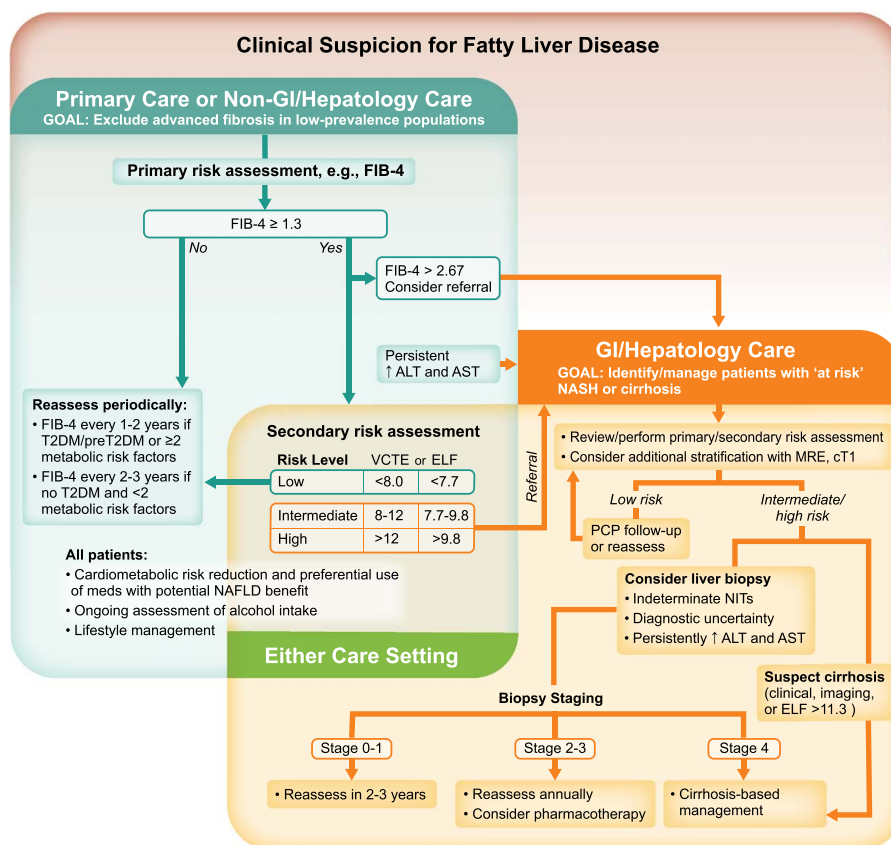 Clinical Suspicion for Fatty Liver Disease
Primary Care or Non-GI/Hepatology Care
GOAL: Exclude advanced fibrosis in low-prevalence populations
Primary risk assessment, e.g., FIB-4
FIB-4 ≥ 1.3
No
Yes
FIB-4 > 2.67
Consider referral
Persistent
↑ ALT and AST
GI/Hepatology Care
GOAL: Identify/manage patients with ‘at risk’
NASH or cirrhosis
Reassess periodically:
• FIB-4 every 1-2 years if
T2DM/preT2DM or ≥2
metabolic risk factors
• FIB-4 every 2-3 years if
no T2DM and <2
metabolic risk factors
Secondary risk assessment
Risk Level VCTE or ELF
Low <8.0 <7.7
Intermediate 8-12 7.7-9.8
High >12 >9.8
Referral
• Review/perform primary/secondary risk assessment
• Consider additional stratification with MRE, cT1
Low risk
Intermediate/
high risk
PCP follow-up
or reassess
All patients:
• Cardiometabolic risk reduction and preferential use
of meds with potential NAFLD benefit
• Ongoing assessment of alcohol intake
• Lifestyle management
Consider liver biopsy
• Indeterminate NITs
• Diagnostic uncertainty
• Persistently ↑ ALT and AST
Either Care Setting
Suspect cirrhosis
(clinical, imaging,
or ELF >11.3 )
Biopsy Staging
Stage 0-1
Stage 2-3
Stage 4
• Reassess in 2-3 years
• Reassess annually
• Consider pharmacotherapy
• Cirrhosis-based
management